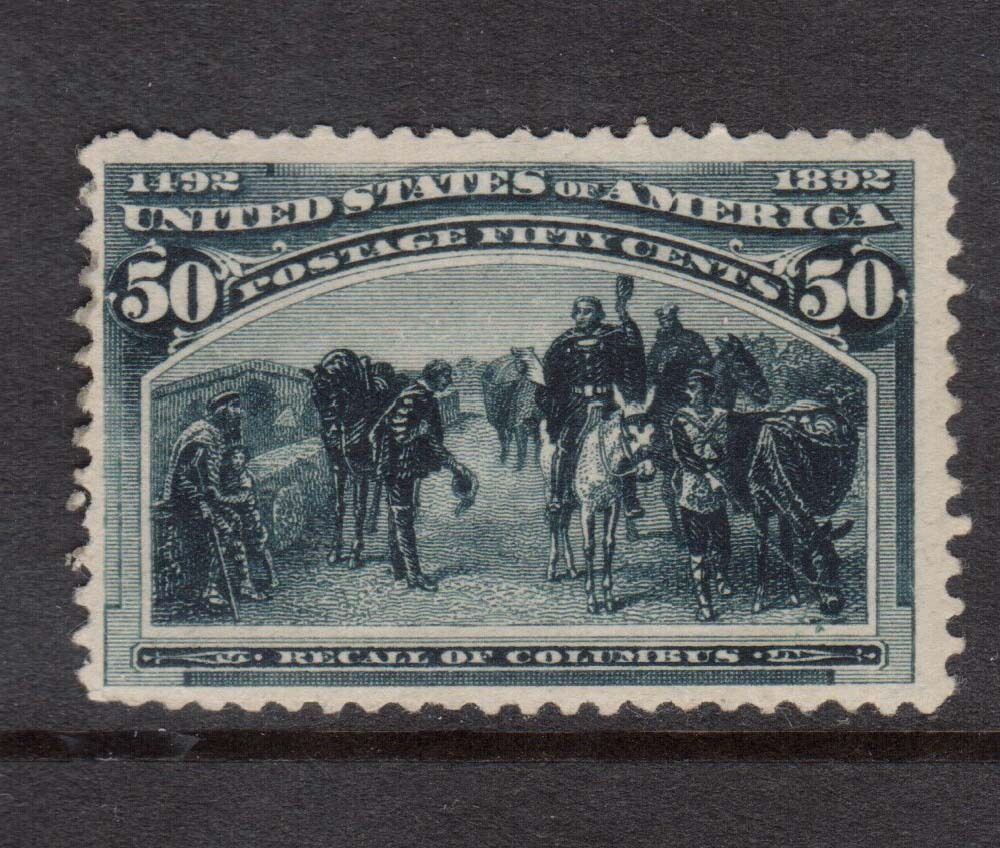 1492 1892
UNITED STATES OF AMERICA
POSTAGE FIFTY CENTS
50 50
RECALL OF COLUMBUS